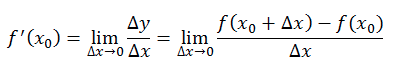 f′(x₀) = lim_{Δx→0} Δy/Δx = lim_{Δx→0} (f(x₀ + Δx) − f(x₀))/Δx